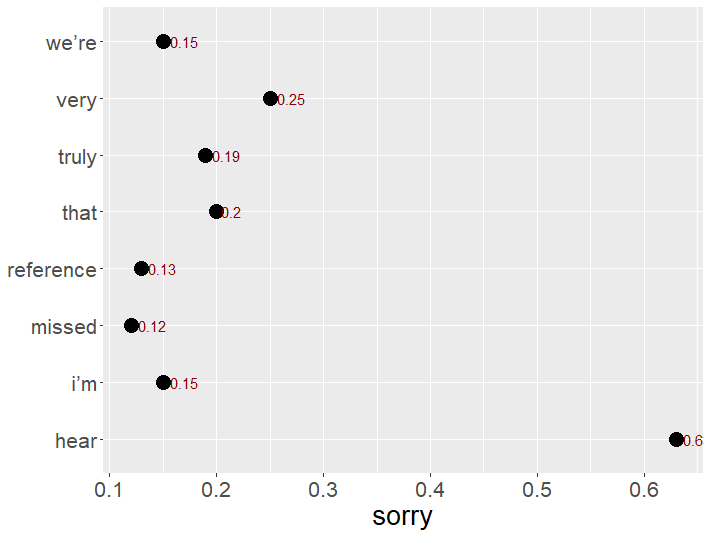 we’re
0.15
very
0.25
truly
0.19
that
0.2
reference
0.13
missed
0.12
i’m
0.15
hear
0.6
0.1 0.2 0.3 0.4 0.5 0.6
sorry